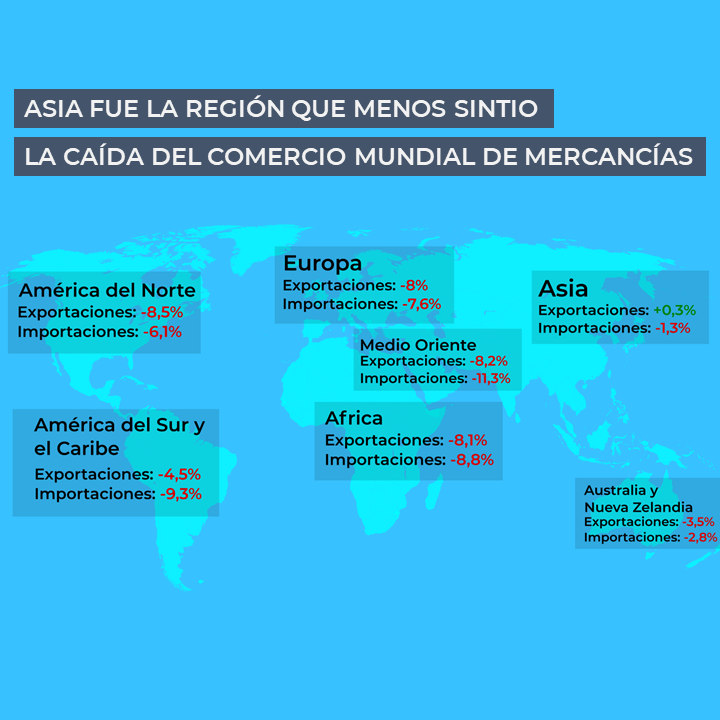 ASIA FUE LA REGIÓN QUE MENOS SINTIO
LA CAÍDA DEL COMERCIO MUNDIAL DE MERCANCÍAS
Europa
Exportaciones: -8%
Importaciones: -7,6%
América del Norte
Exportaciones: -8,5%
Importaciones: -6,1%
Asia
Exportaciones: +0,3%
Importaciones: -1,3%
Medio Oriente
Exportaciones: -8,2%
Importaciones: -11,3%
Africa
Exportaciones: -8,1%
Importaciones: -8,8%
América del Sur y
el Caribe
Exportaciones: -4,5%
Importaciones: -9,3%
Australia y
Nueva Zelandia
Exportaciones: -3,5%
Importaciones: -2,8%